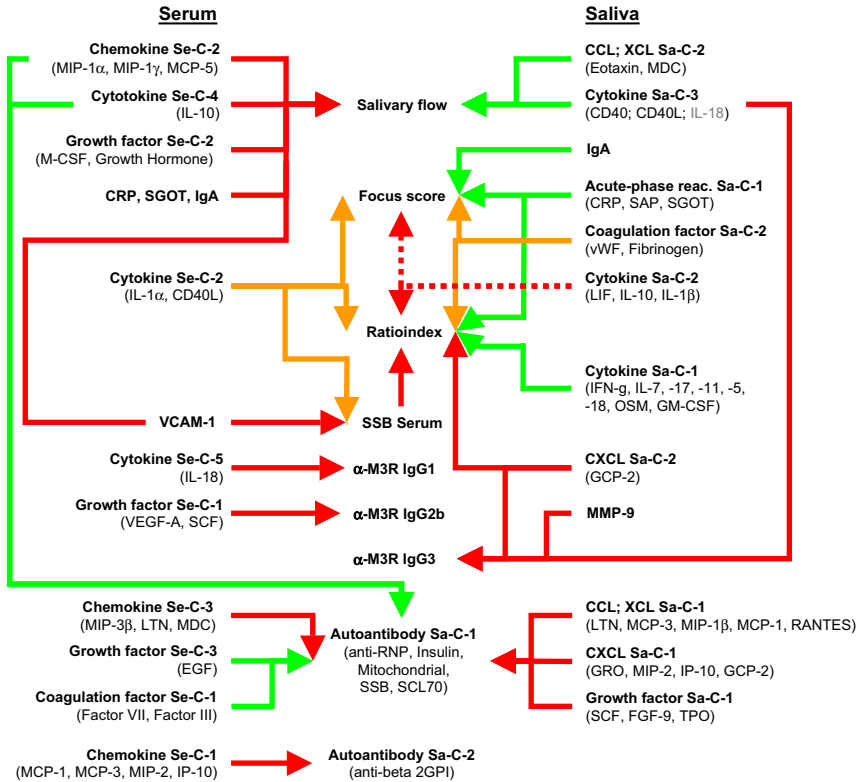 Serum
Saliva
Chemokine Se-C-2
(MIP-1α, MIP-1γ, MCP-5)
Cytotokine Se-C-4
(IL-10)
Growth factor Se-C-2
(M-CSF, Growth Hormone)
CRP, SGOT, IgA
Cytokine Se-C-2
(IL-1α, CD40L)
VCAM-1
Cytokine Se-C-5
(IL-18)
Growth factor Se-C-1
(VEGF-A, SCF)
Chemokine Se-C-3
(MIP-3β, LTN, MDC)
Growth factor Se-C-3
(EGF)
Coagulation factor Se-C-1
(Factor VII, Factor III)
Chemokine Se-C-1
(MCP-1, MCP-3, MIP-2, IP-10)
Salivary flow
Focus score
Ratioindex
SSB Serum
α-M3R IgG1
α-M3R IgG2b
α-M3R IgG3
Autoantibody Sa-C-1
(anti-RNP, Insulin,
Mitochondrial,
SSB, SCL70)
Autoantibody Sa-C-2
(anti-beta 2GPI)
CCL; XCL Sa-C-2
(Eotaxin, MDC)
Cytokine Sa-C-3
(CD40; CD40L; IL-18)
IgA
Acute-phase reac. Sa-C-1
(CRP, SAP, SGOT)
Coagulation factor Sa-C-2
(vWF, Fibrinogen)
Cytokine Sa-C-2
(LIF, IL-10, IL-1β)
Cytokine Sa-C-1
(IFN-g, IL-7, -17, -11, -5,
-18, OSM, GM-CSF)
CXCL Sa-C-2
(GCP-2)
MMP-9
CCL; XCL Sa-C-1
(LTN, MCP-3, MIP-1β, MCP-1, RANTES)
CXCL Sa-C-1
(GRO, MIP-2, IP-10, GCP-2)
Growth factor Sa-C-1
(SCF, FGF-9, TPO)